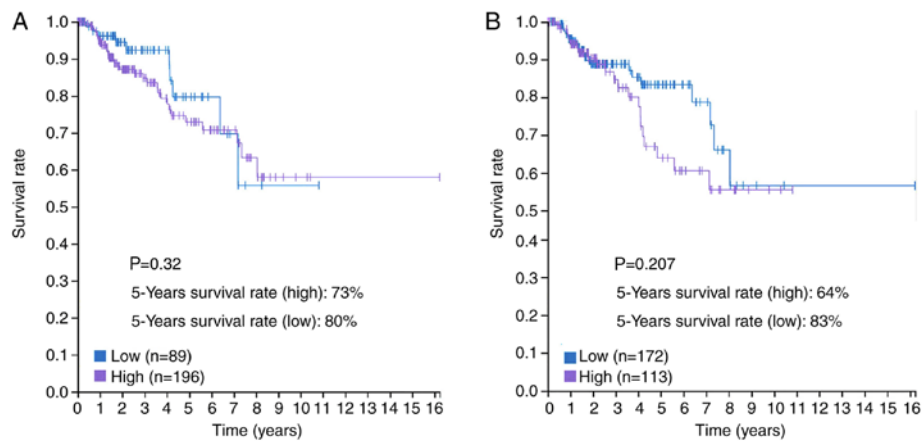 A
1.0
0.9
0.8
0.7
0.6
0.5
0.4
0.3
0.2
0.1
0.0
Survival rate
P=0.32
5-Years survival rate (high): 73%
5-Years survival rate (low): 80%
Low (n=89)
High (n=196)
0 1 2 3 4 5 6 7 8 9 10 11 12 13 14 15 16
Time (years)
B
1.0
0.9
0.8
0.7
0.6
0.5
0.4
0.3
0.2
0.1
0.0
Survival rate
P=0.207
5-Years survival rate (high): 64%
5-Years survival rate (low): 83%
Low (n=172)
High (n=113)
0 1 2 3 4 5 6 7 8 9 10 11 12 13 14 15 16
Time (years)